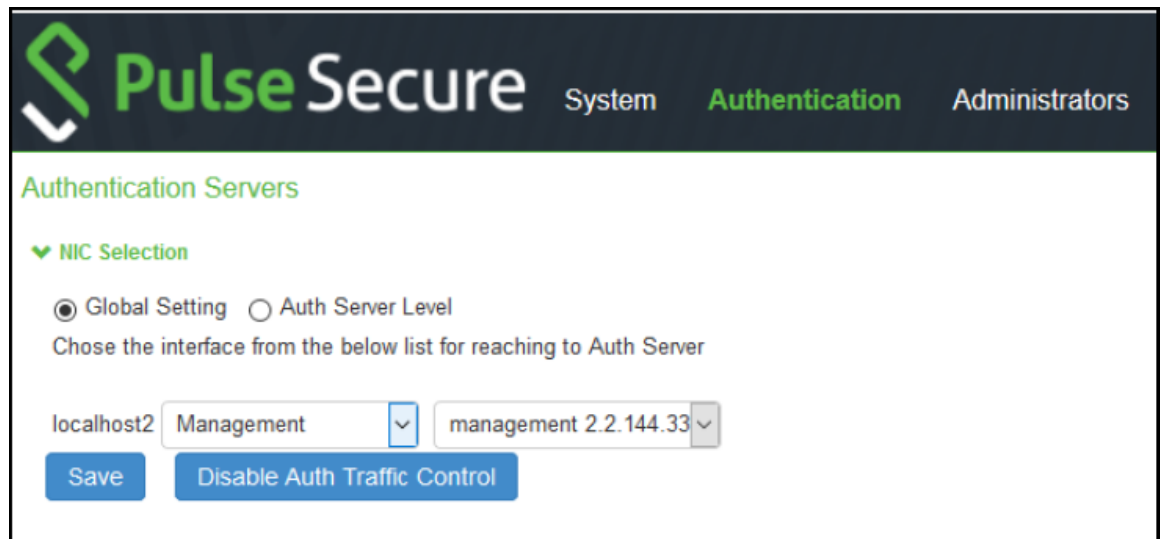 Pulse Secure System Authentication Administrators
Authentication Servers
NIC Selection
Global Setting Auth Server Level
Chose the interface from the below list for reaching to Auth Server
localhost2 Management management 2.2.144.33
Save Disable Auth Traffic Control